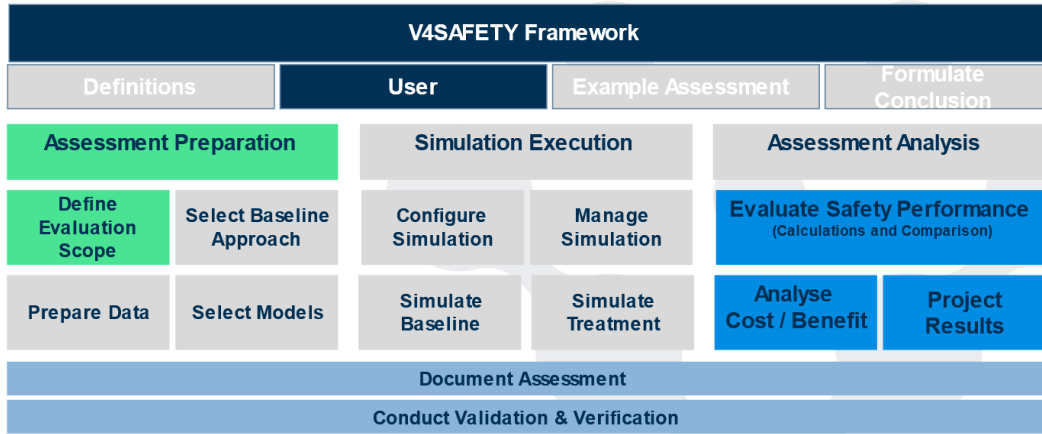 V4SAFETY Framework
Definitions
User
Example Assessment
Formulate
Conclusion
Assessment Preparation
Simulation Execution
Assessment Analysis
Define
Evaluation
Scope
Select Baseline
Approach
Configure
Simulation
Manage
Simulation
Evaluate Safety Performance
(Calculations and Comparison)
Prepare Data
Select Models
Simulate
Baseline
Simulate
Treatment
Analyse
Cost / Benefit
Project
Results
Document Assessment
Conduct Validation & Verification